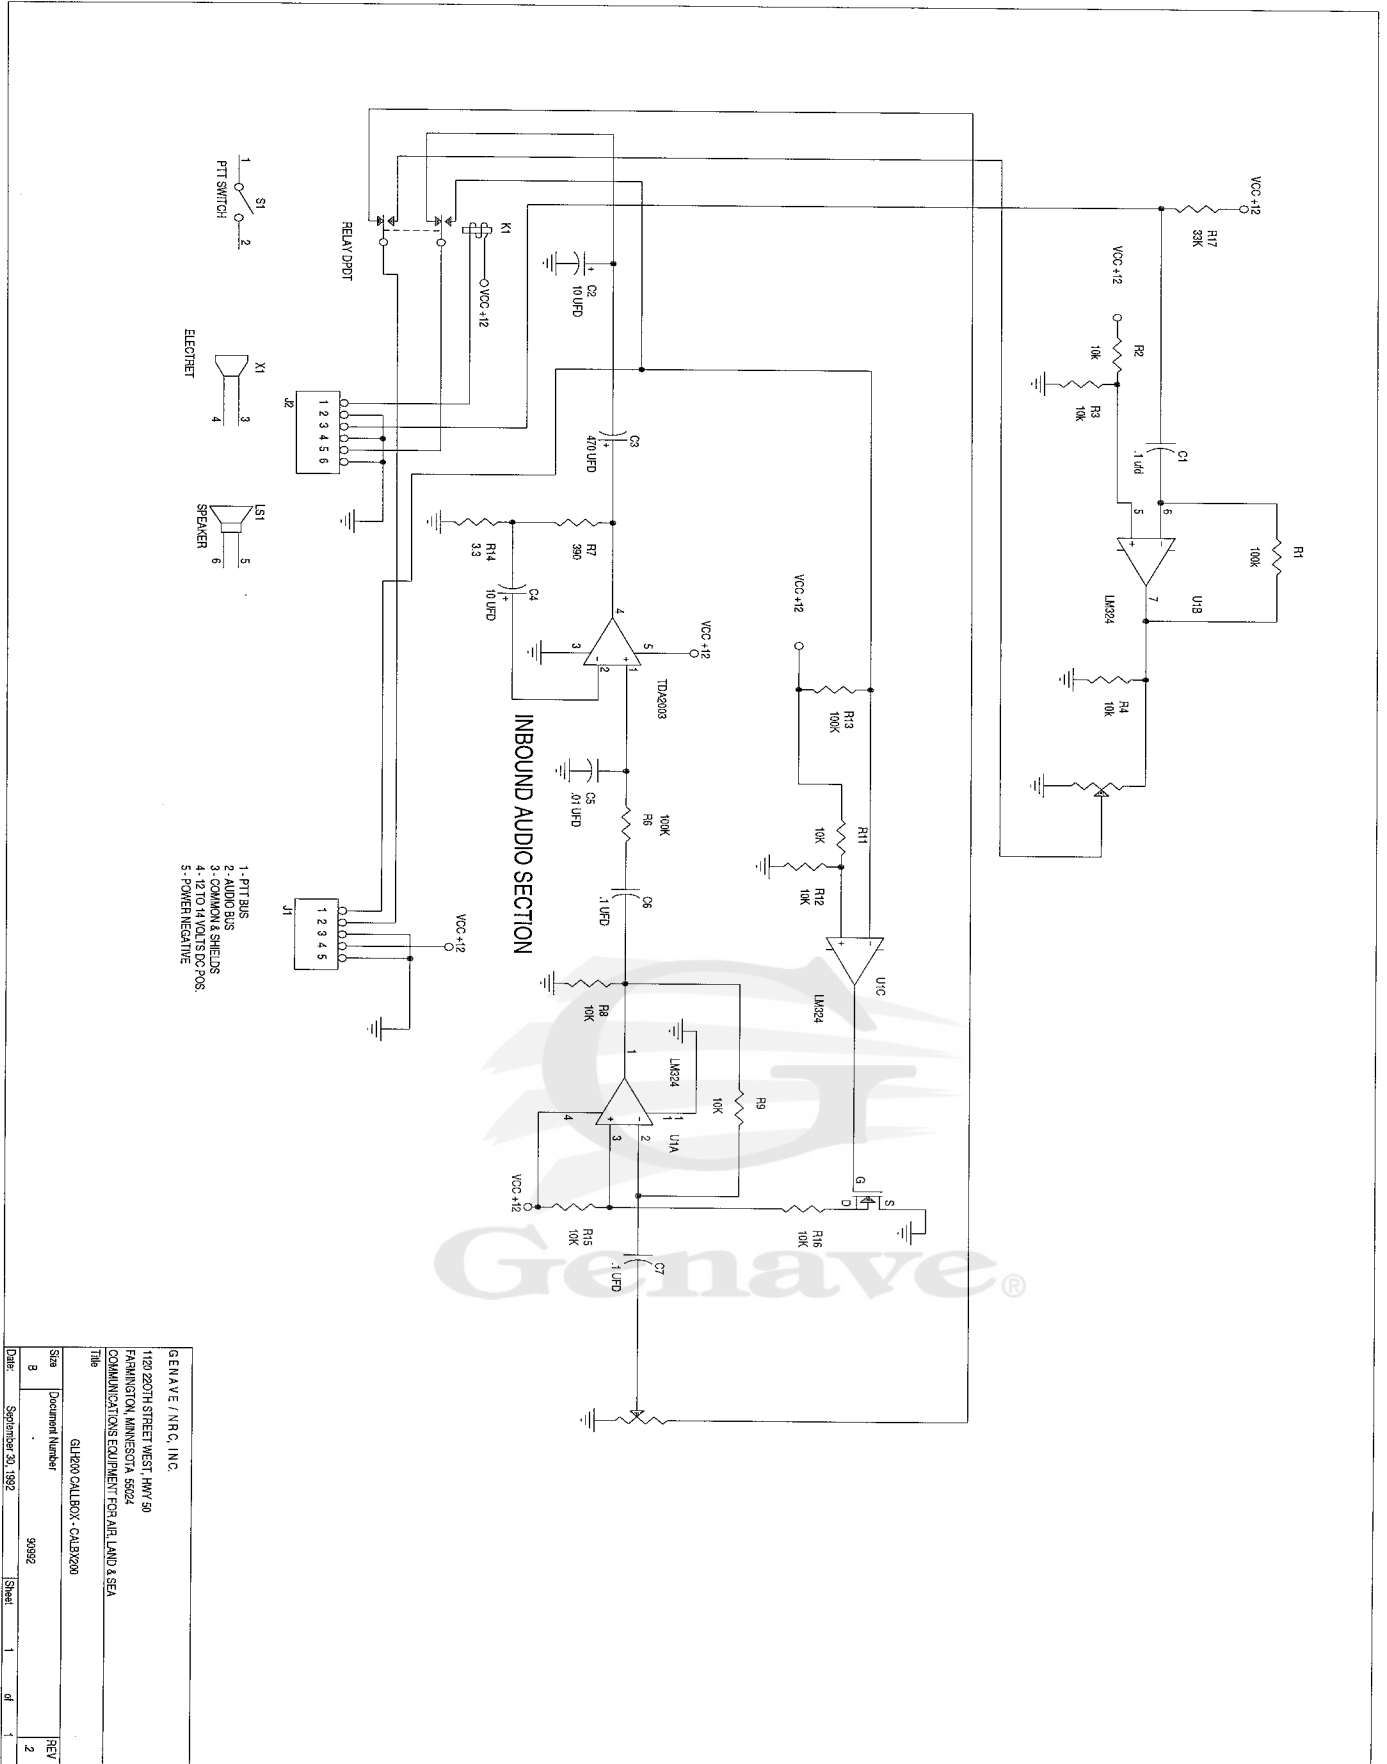 VCC +12
R17
33K
VCC +12
R2
10k
R3
10k
C1
.1 ufd
6
5
+
-
7
R1
100k
U1B
LM324
R4
10k
S1
1
2
PTT SWITCH
K1
VCC +12
RELAY DPDT
C2
10 UFD
+
X1
3
4
ELECTRET
J2
1 2 3 4 5 6
LS1
5
6
SPEAKER
C3
470 UFD
+
R7
390
R14
3.3
C4
10 UFD
+
4
3
5
-
+
2
1
VCC +12
TDA2003
INBOUND AUDIO SECTION
C5
.01 UFD
100K
R6
C6
.1 UFD
VCC +12
R13
100K
R11
10K
R12
10K
+
-
U1C
LM324
R8
10K
LM324
1
11
U1A
4
+
-
3
2
R9
10K
VCC +12
R15
10K
R16
10K
G
D
S
C7
.1 UFD
J1
1 2 3 4 5
VCC +12
1 - PTT BUS
2 - AUDIO BUS
3 - COMMON & SHIELDS
4 - 12 TO 14 VOLTS DC POS.
5 - POWER NEGATIVE
G
Genave®
GENAVE / NRC, INC.
1120 220TH STREET WEST, HWY 50
FARMINGTON, MINNESOTA 55024
COMMUNICATIONS EQUIPMENT FOR AIR, LAND & SEA
Title
GLH200 CALLBOX - CALBX200
Size Document Number REV
B 90992 .2
Date: September 30, 1992 Sheet 1 of 1